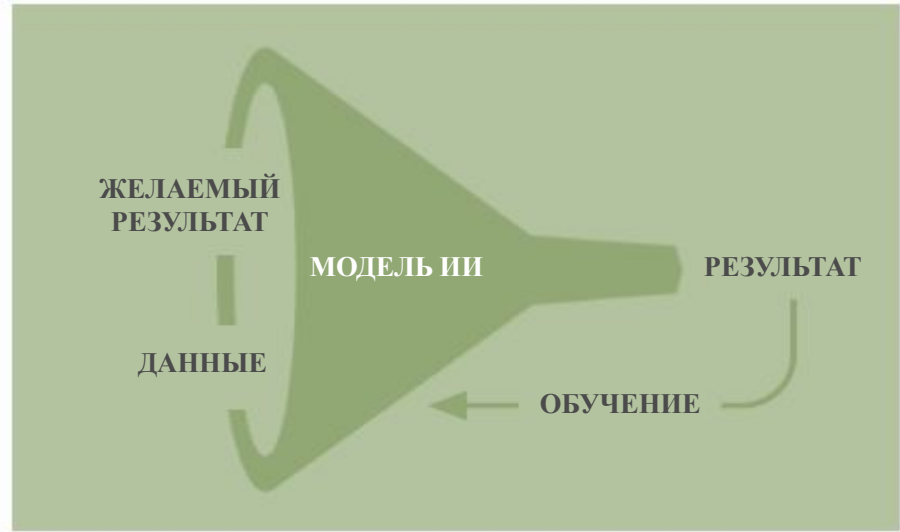 ЖЕЛАЕМЫЙ
РЕЗУЛЬТАТ
МОДЕЛЬ ИИ
РЕЗУЛЬТАТ
ДАННЫЕ
ОБУЧЕНИЕ